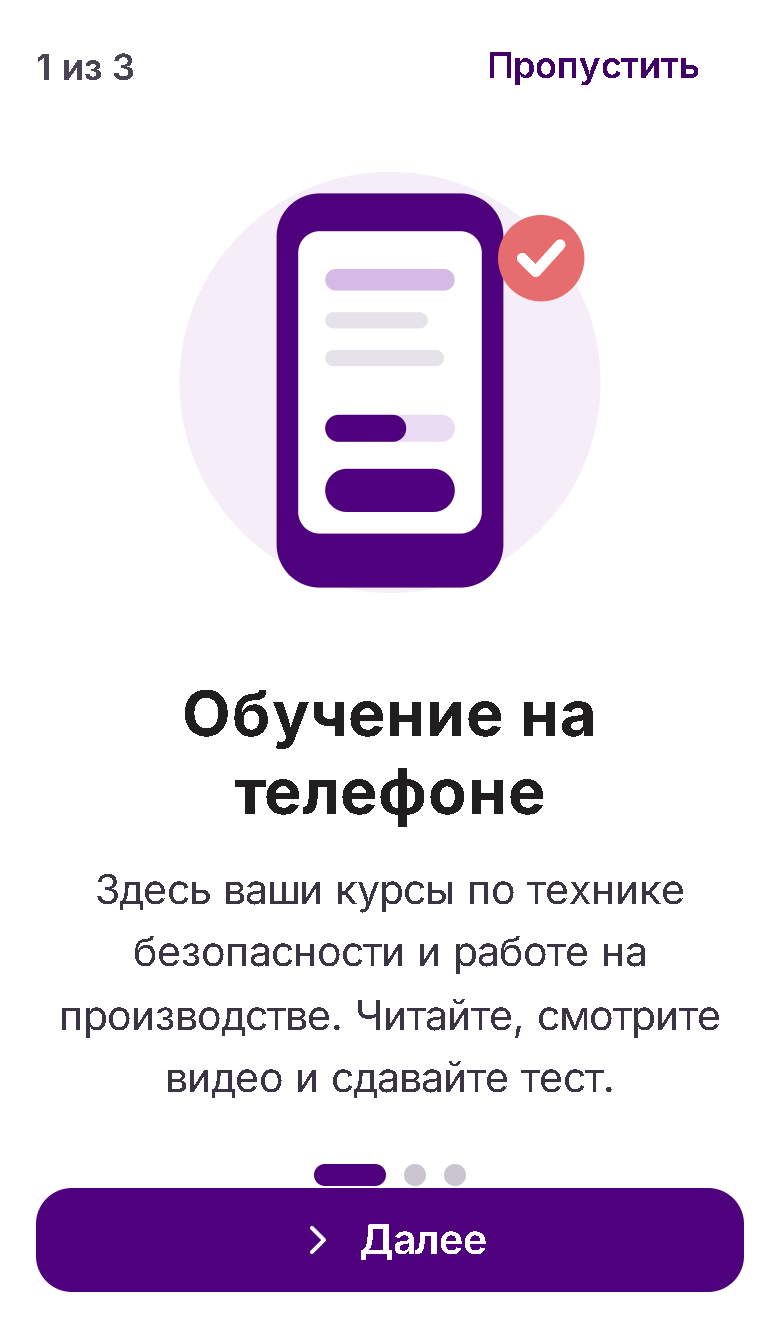 1 из 3
Пропустить
Обучение на
телефоне
Здесь ваши курсы по технике
безопасности и работе на
производстве. Читайте, смотрите
видео и сдавайте тест.
Далее